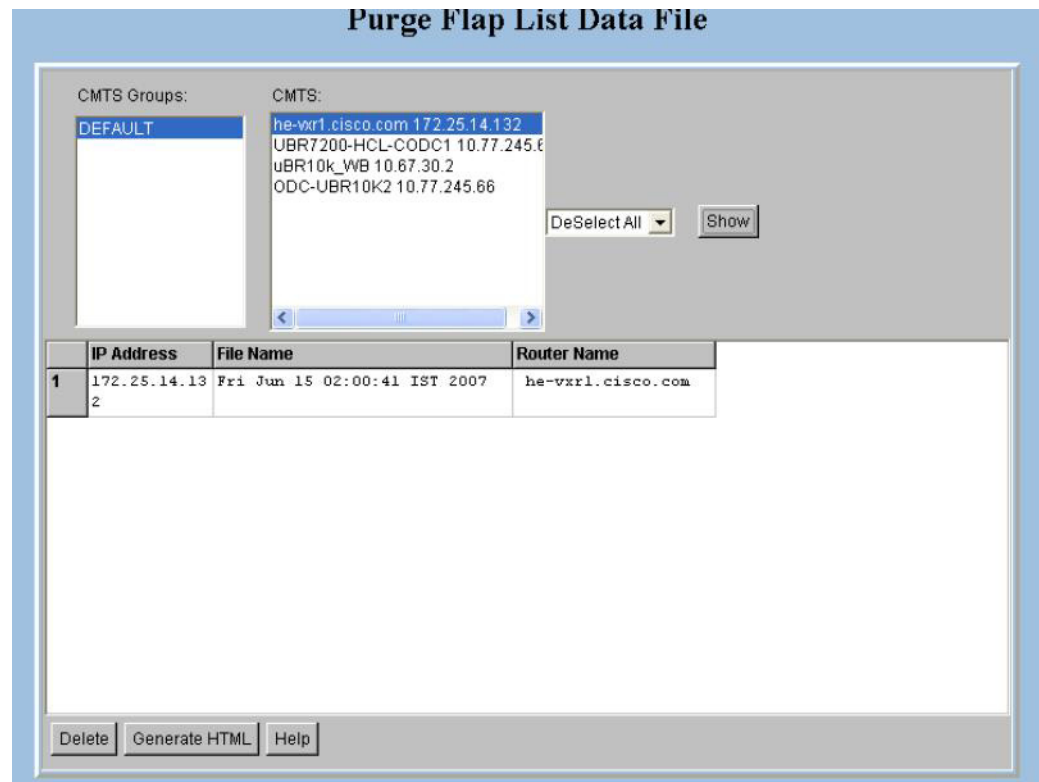 Purge Flap List Data File
CMTS Groups:
CMTS:
DEFAULT
he-vxr1.cisco.com 172.25.14.132
UBR7200-HCL-CODC1 10.77.245.6
uBR10k_WB 10.67.30.2
ODC-UBR10K2 10.77.245.66
DeSelect All
Show
IP Address File Name Router Name
1 172.25.14.13 Fri Jun 15 02:00:41 IST 2007 he-vxr1.cisco.com
2
Delete Generate HTML Help